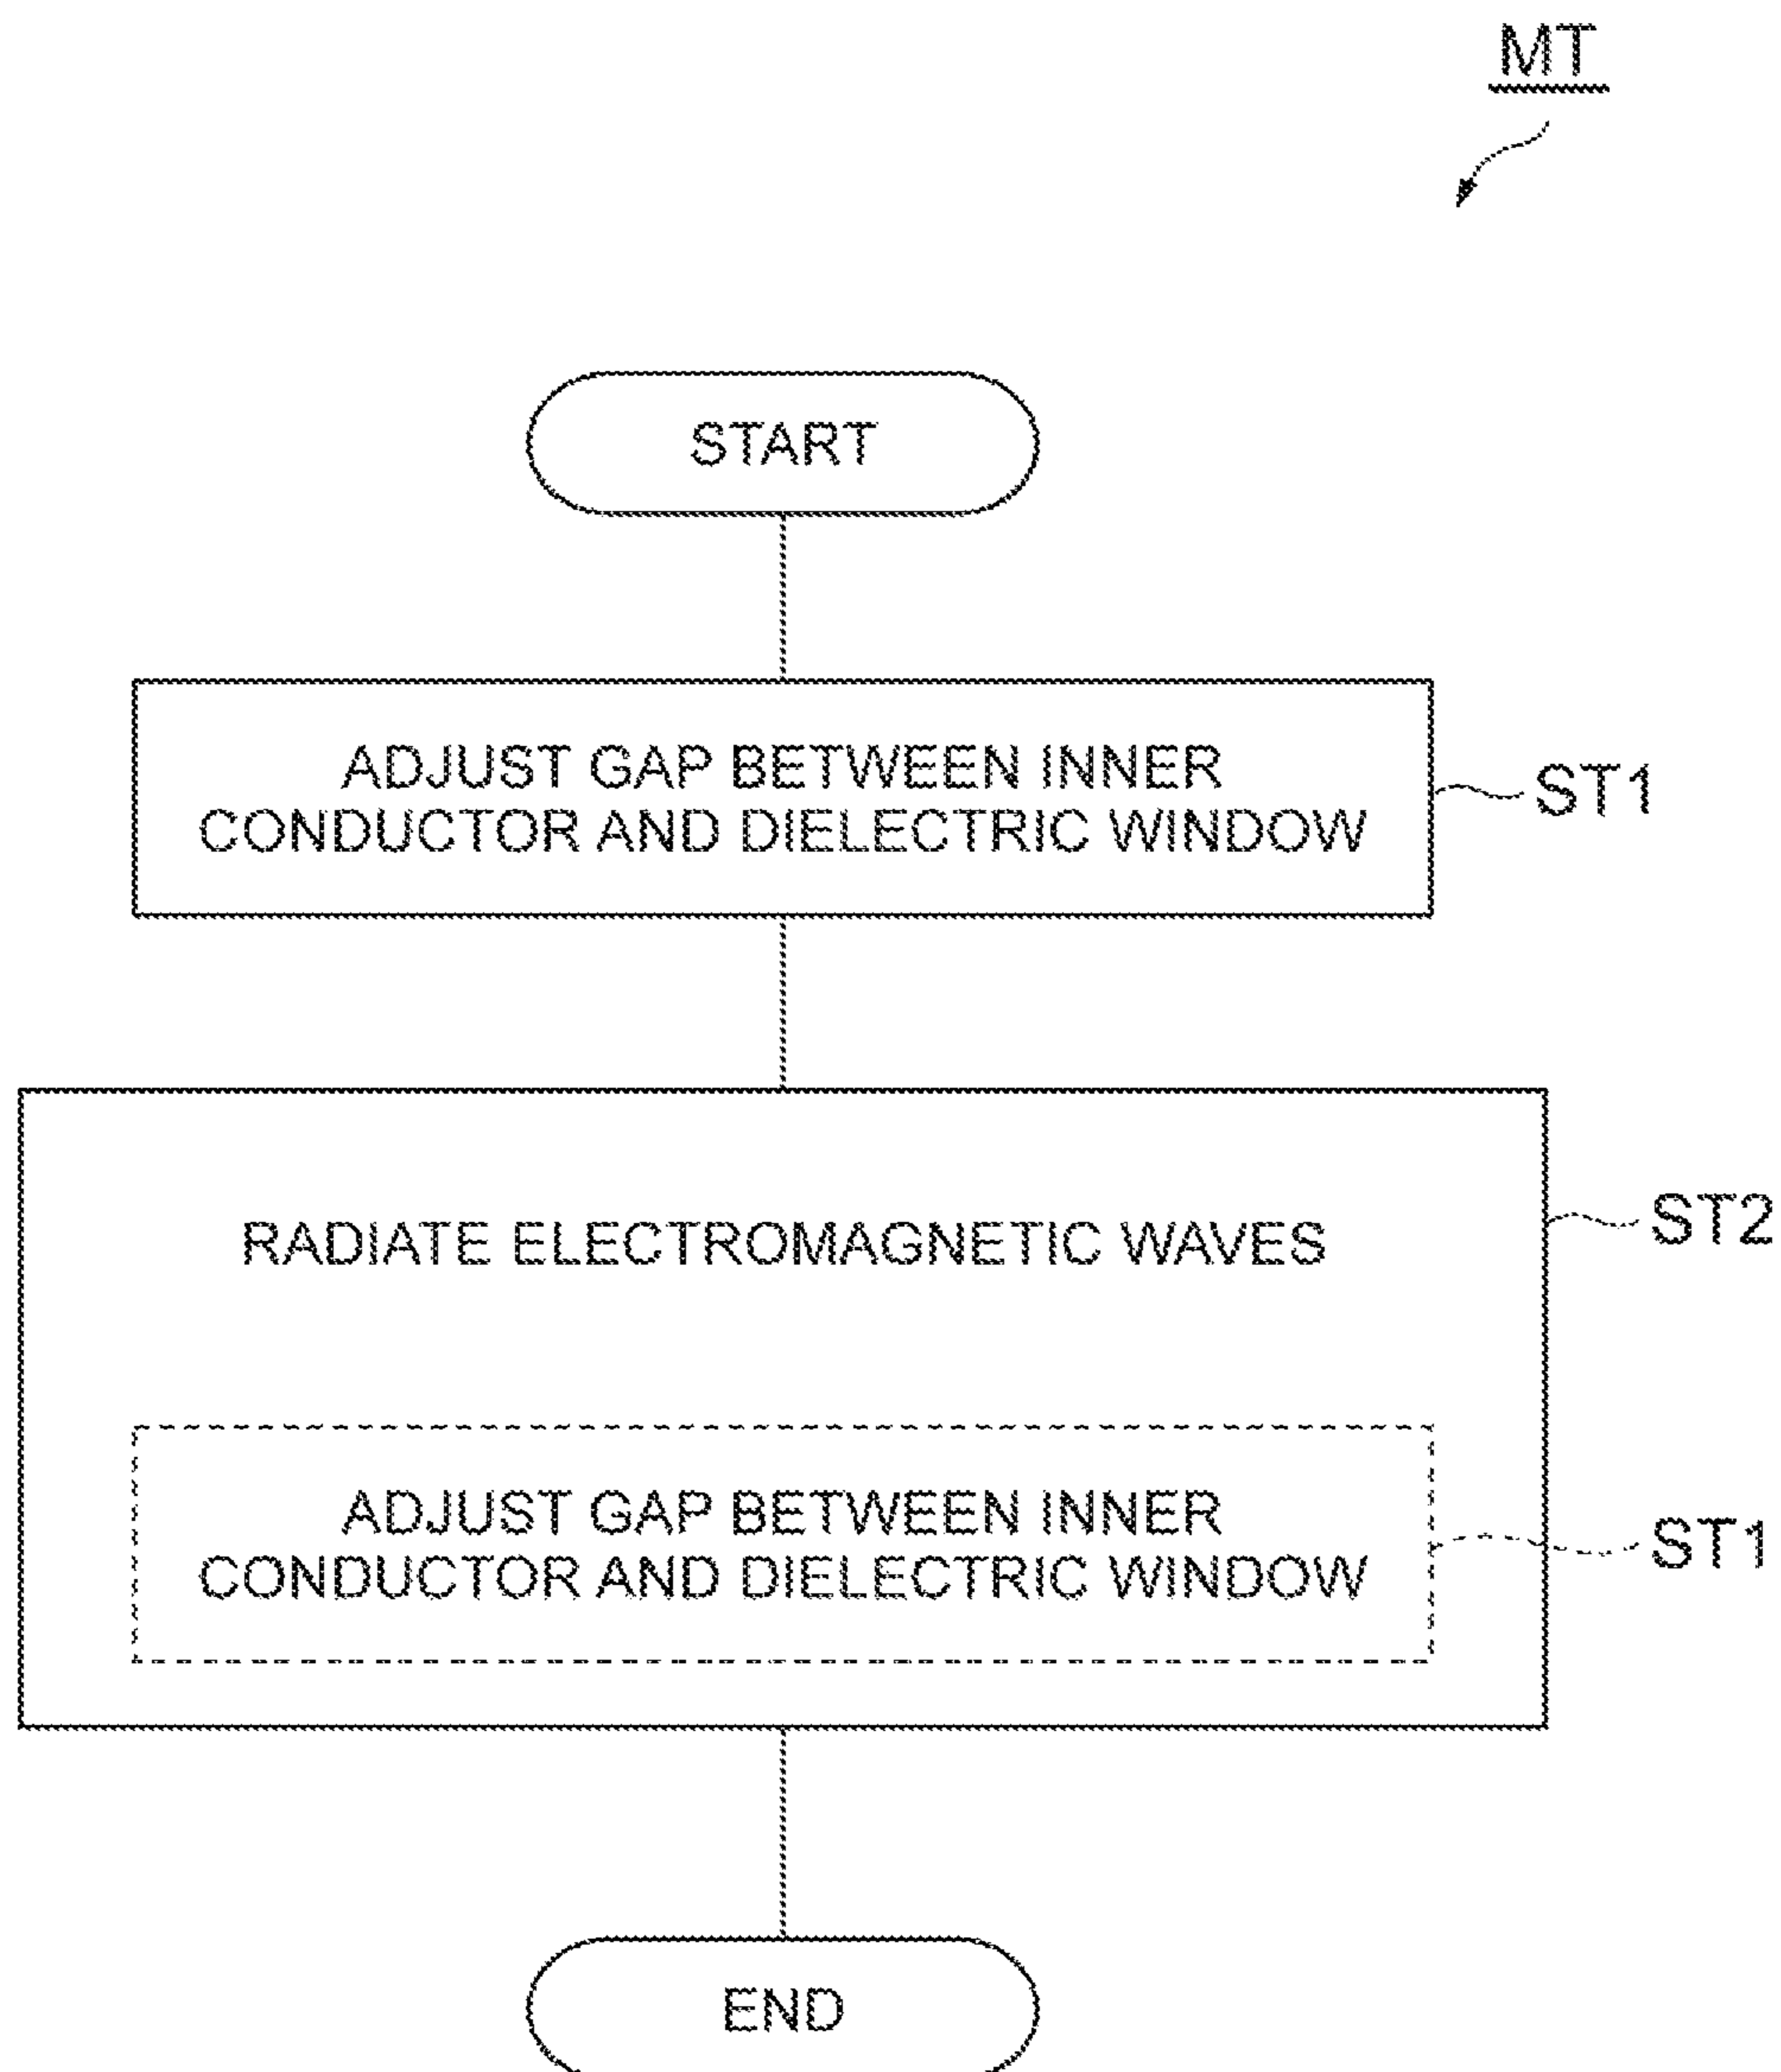 MT
START
ADJUST GAP BETWEEN INNER
CONDUCTOR AND DIELECTRIC WINDOW
ST1
RADIATE ELECTROMAGNETIC WAVES
ST2
ADJUST GAP BETWEEN INNER
CONDUCTOR AND DIELECTRIC WINDOW
ST1
END